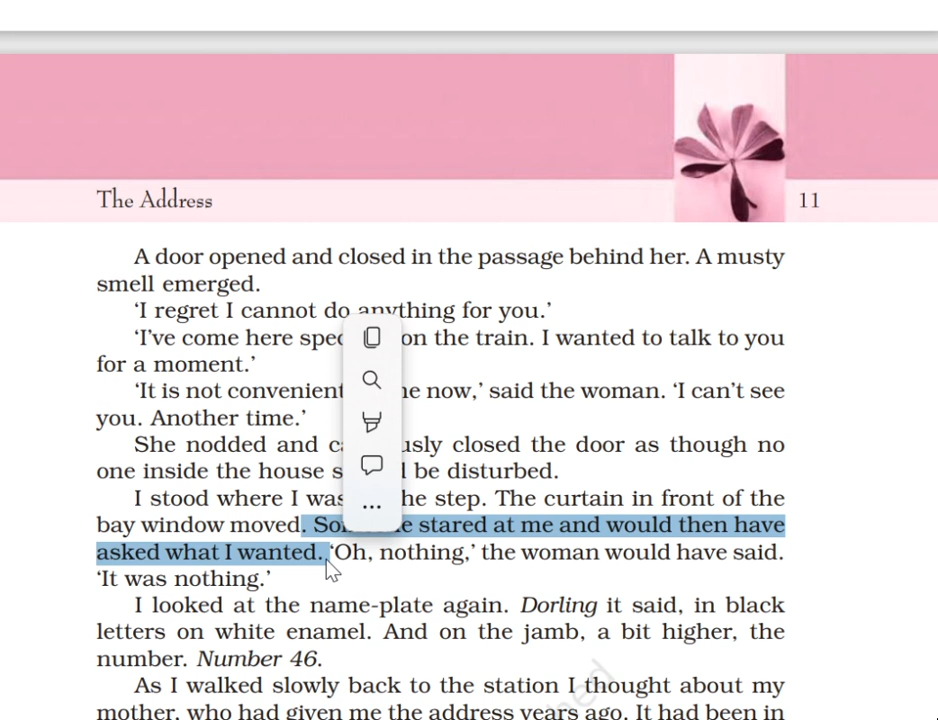 The Address
11
A door opened and closed in the passage behind her. A musty
smell emerged.
‘I regret I cannot do anything for you.’
‘I’ve come here on the train. I wanted to talk to you
for a moment.’
‘It is not convenient now,’ said the woman. ‘I can’t see
you. Another time.’
She nodded and closed the door as though no
one inside the house be disturbed.
I stood where I was the step. The curtain in front of the
bay window moved. stared at me and would then have
asked what I wanted. ‘Oh, nothing,’ the woman would have said.
‘It was nothing.’
I looked at the name-plate again. Dorling it said, in black
letters on white enamel. And on the jamb, a bit higher, the
number. Number 46.
As I walked slowly back to the station I thought about my
mother, who had given me the address years ago. It had been in